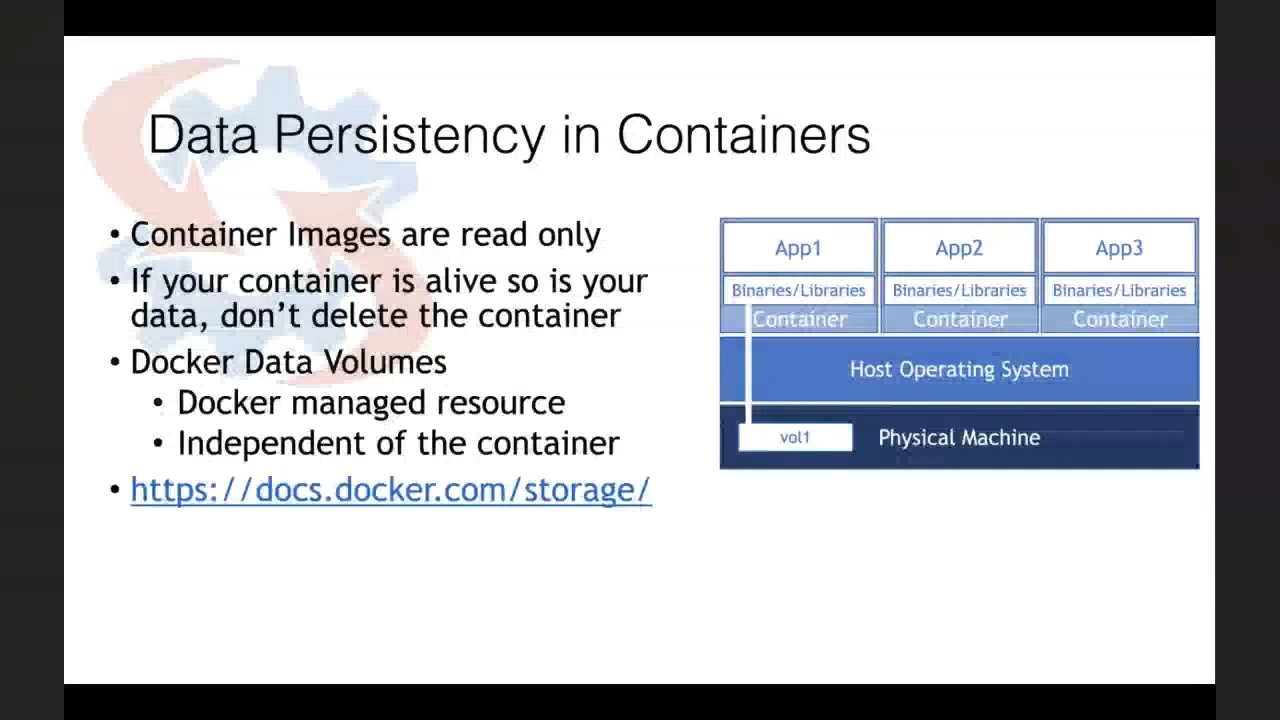 Data Persistency in Containers
• Container Images are read only
• If your container is alive so is your
data, don't delete the container
• Docker Data Volumes
• Docker managed resource
• Independent of the container
• https://docs.docker.com/storage/
App1
App2
App3
Binaries/Libraries
Binaries/Libraries
Binaries/Libraries
Container
Container
Container
Host Operating System
vol1
Physical Machine